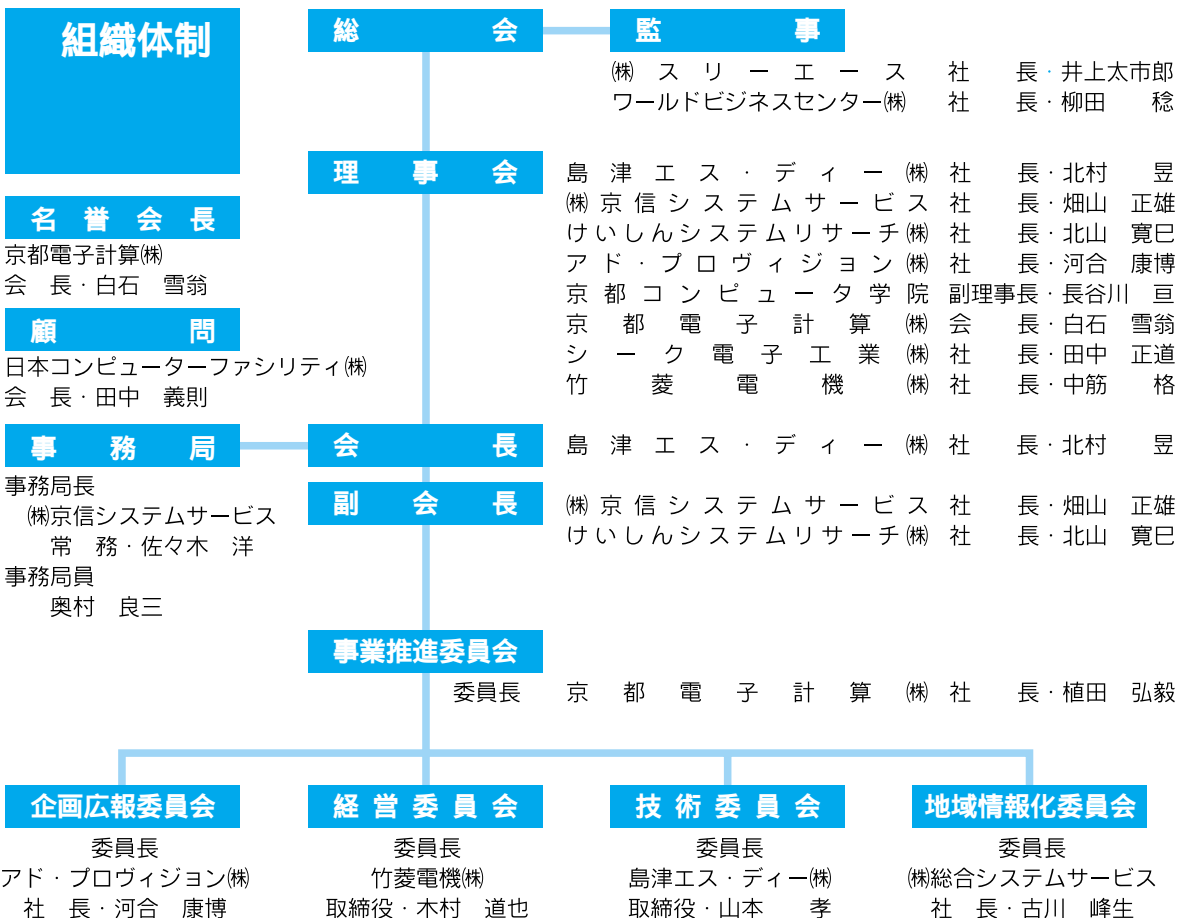 組織体制
総会
監事
㈱スリーエース 社長・井上太市郎
ワールドビジネスセンター㈱ 社長・柳田 稔
理事会
島津エス・ディー㈱ 社長・北村 昱
㈱京信システムサービス 社長・畑山 正雄
けいしんシステムリサーチ㈱ 社長・北山 寛巳
アド・プロヴィジョン㈱ 社長・河合 康博
京都コンピュータ学院 副理事長・長谷川 亘
京都電子計算㈱ 会長・白石 雪翁
シーク電子工業㈱ 社長・田中 正道
竹菱電機㈱ 社長・中筋 格
名誉会長
京都電子計算㈱
会 長・白石 雪翁
顧問
日本コンピューターファシリティ㈱
会 長・田中 義則
事務局
事務局長
㈱京信システムサービス
常 務・佐々木 洋
事務局員
奥村 良三
会長
島津エス・ディー㈱ 社長・北村 昱
副会長
㈱京信システムサービス 社長・畑山 正雄
けいしんシステムリサーチ㈱ 社長・北山 寛巳
事業推進委員会
委員長 京都電子計算㈱ 社長・植田 弘毅
企画広報委員会
委員長
アド・プロヴィジョン㈱
社 長・河合 康博
経営委員会
委員長
竹菱電機㈱
取締役・木村 道也
技術委員会
委員長
島津エス・ディー㈱
取締役・山本 孝
地域情報化委員会
委員長
㈱総合システムサービス
社 長・古川 峰生